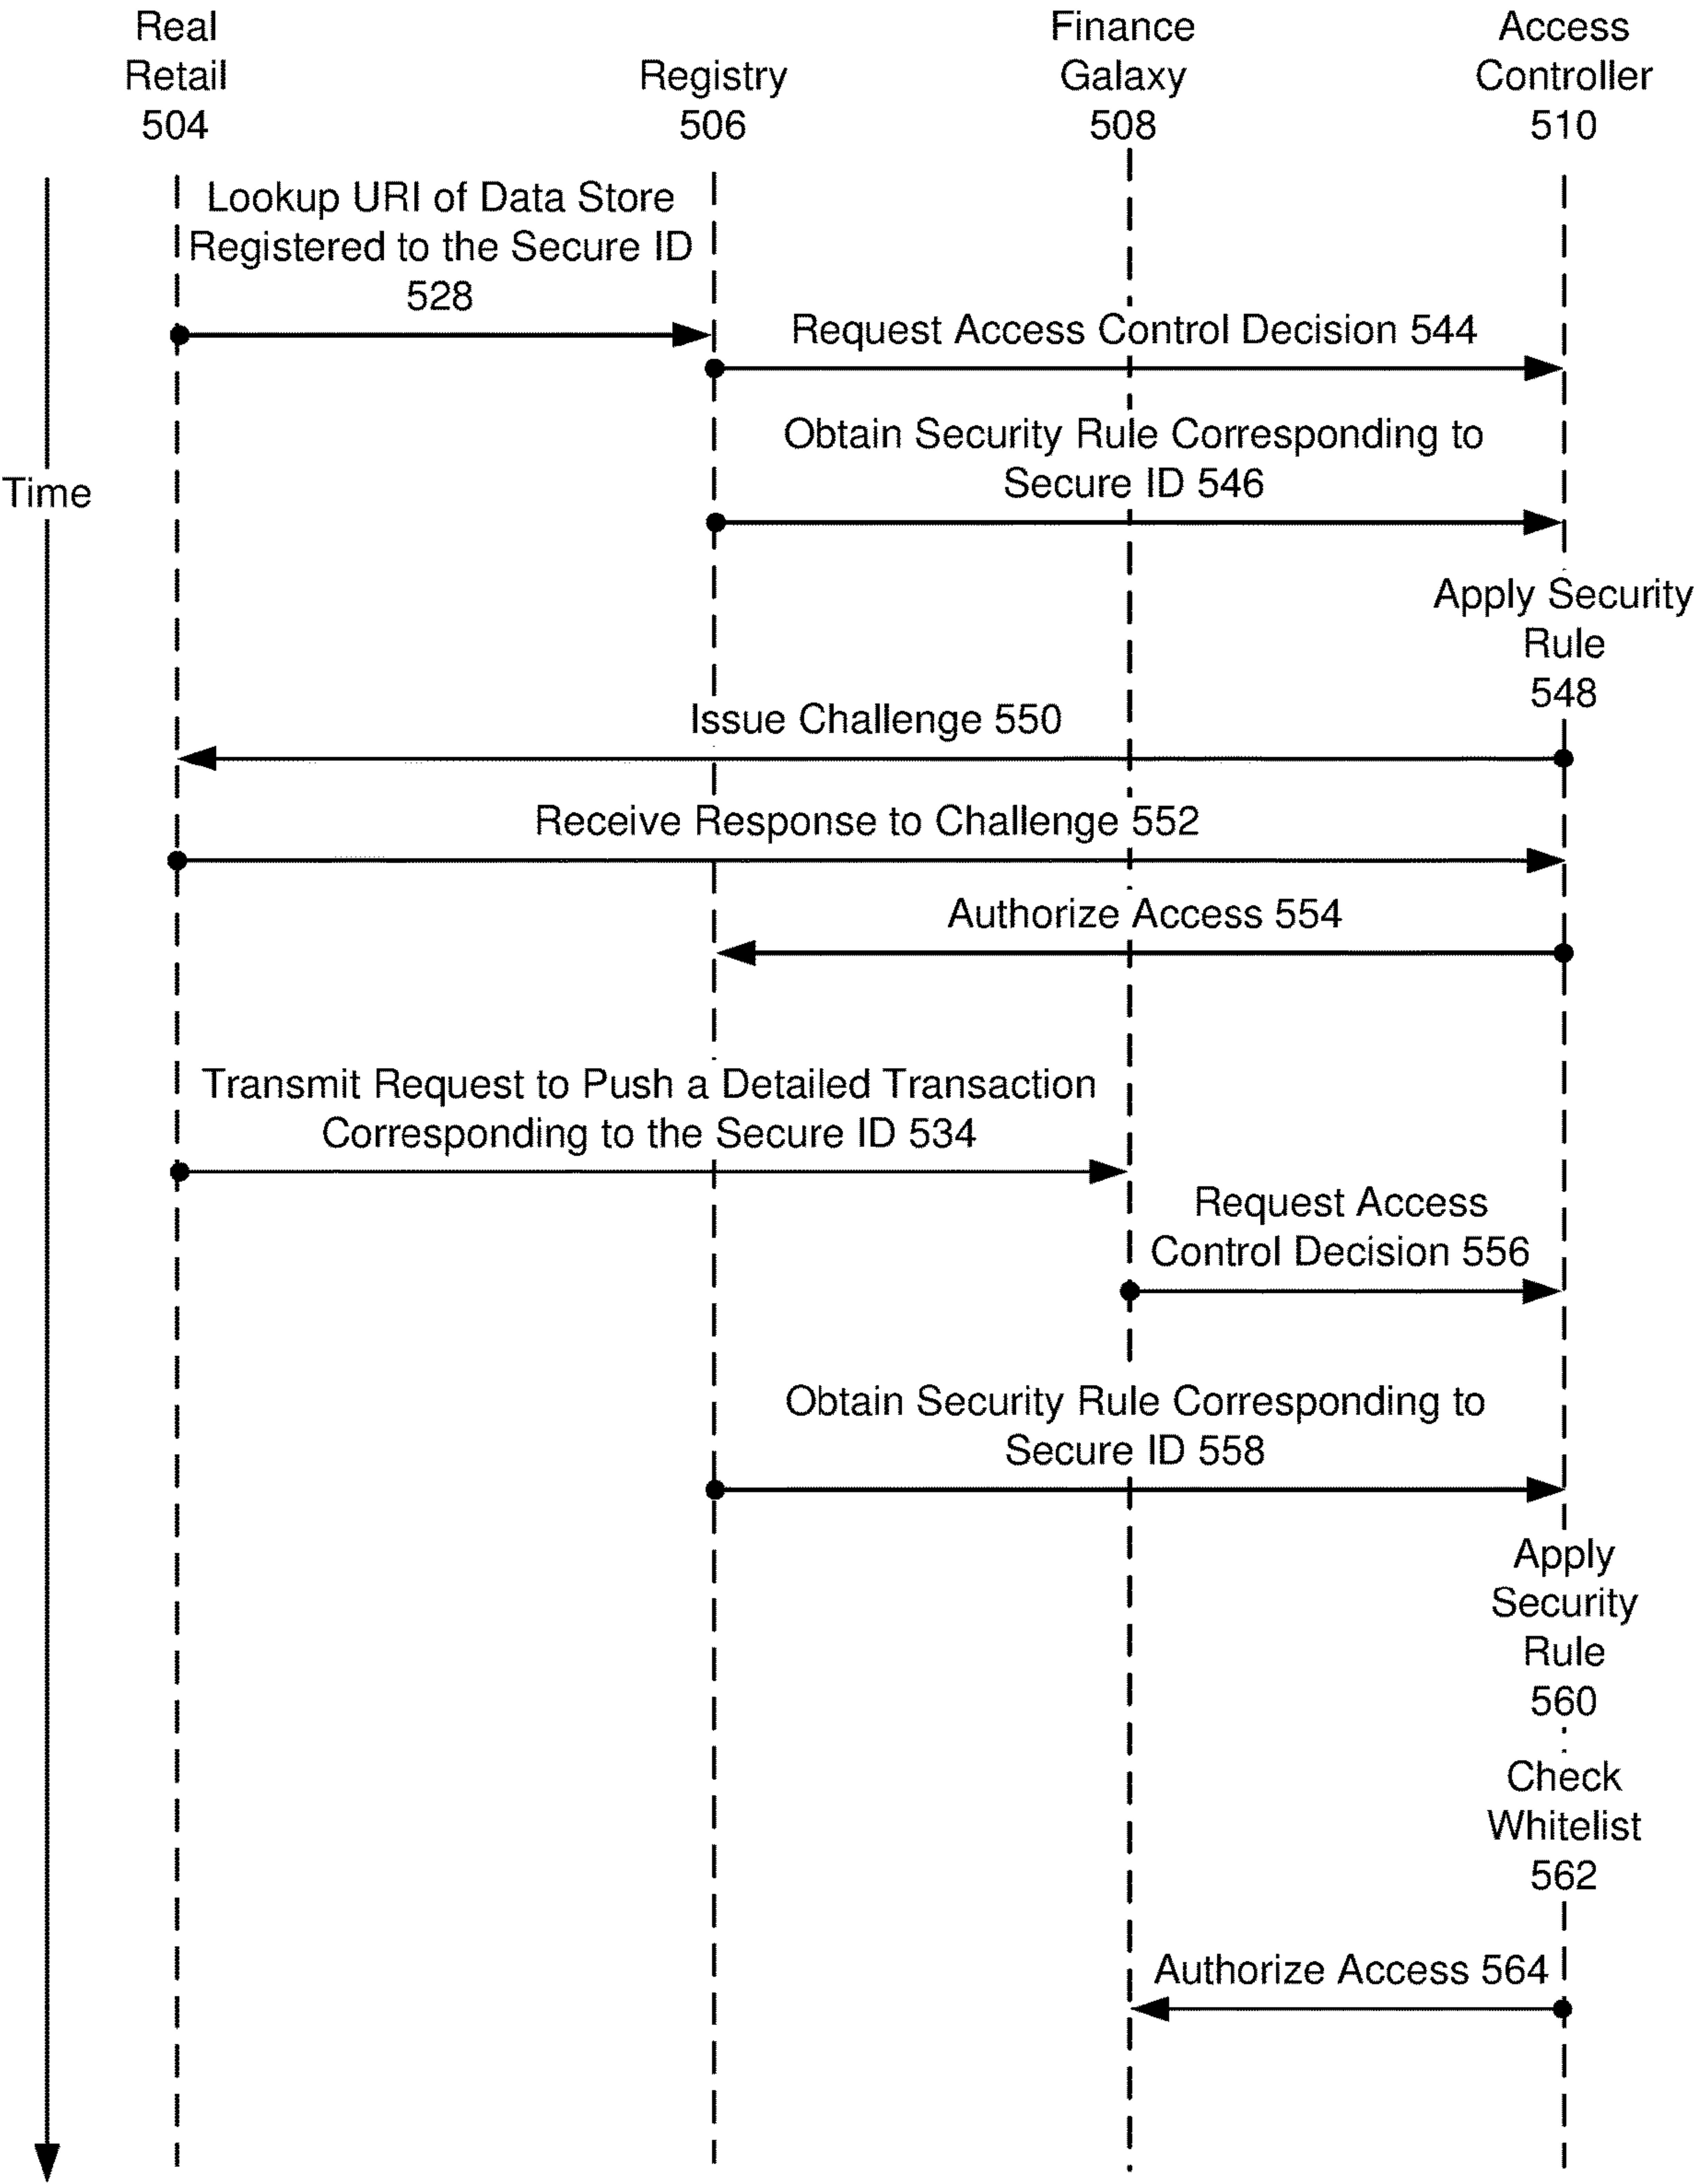 Real
Retail
504
Registry
506
Finance
Galaxy
508
Access
Controller
510
Lookup URI of Data Store
Registered to the Secure ID
528
Request Access Control Decision 544
Obtain Security Rule Corresponding to
Secure ID 546
Time
Apply Security
Rule
548
Issue Challenge 550
Receive Response to Challenge 552
Authorize Access 554
Transmit Request to Push a Detailed Transaction
Corresponding to the Secure ID 534
Request Access
Control Decision 556
Obtain Security Rule Corresponding to
Secure ID 558
Apply
Security
Rule
560
Check
Whitelist
562
Authorize Access 564